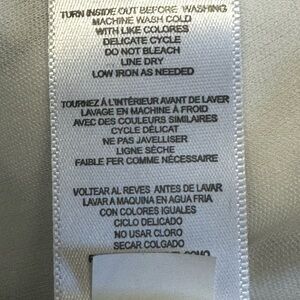 TURN INSIDE OUT BEFORE WASHING
MACHINE WASH COLD
WITH LIKE COLORES
DELICATE CYCLE
DO NOT BLEACH
LINE DRY
LOW IRON AS NEEDED
TOURNEZ À L'INTÉRIEUR AVANT DE LAVER
LAVAGE EN MACHINE À FROID
AVEC DES COULEURS SIMILAIRES
CYCLE DÉLICAT
NE PAS JAVELLISER
LIGNE SÈCHE
FAIBLE FER COMME NÉCESSAIRE
VOLTEAR AL REVES ANTES DE LAVAR
LAVAR A MAQUINA EN AGUA FRIA
CON COLORES IGUALES
CICLO DELICADO
NO USAR CLORO
SECAR COLGADO